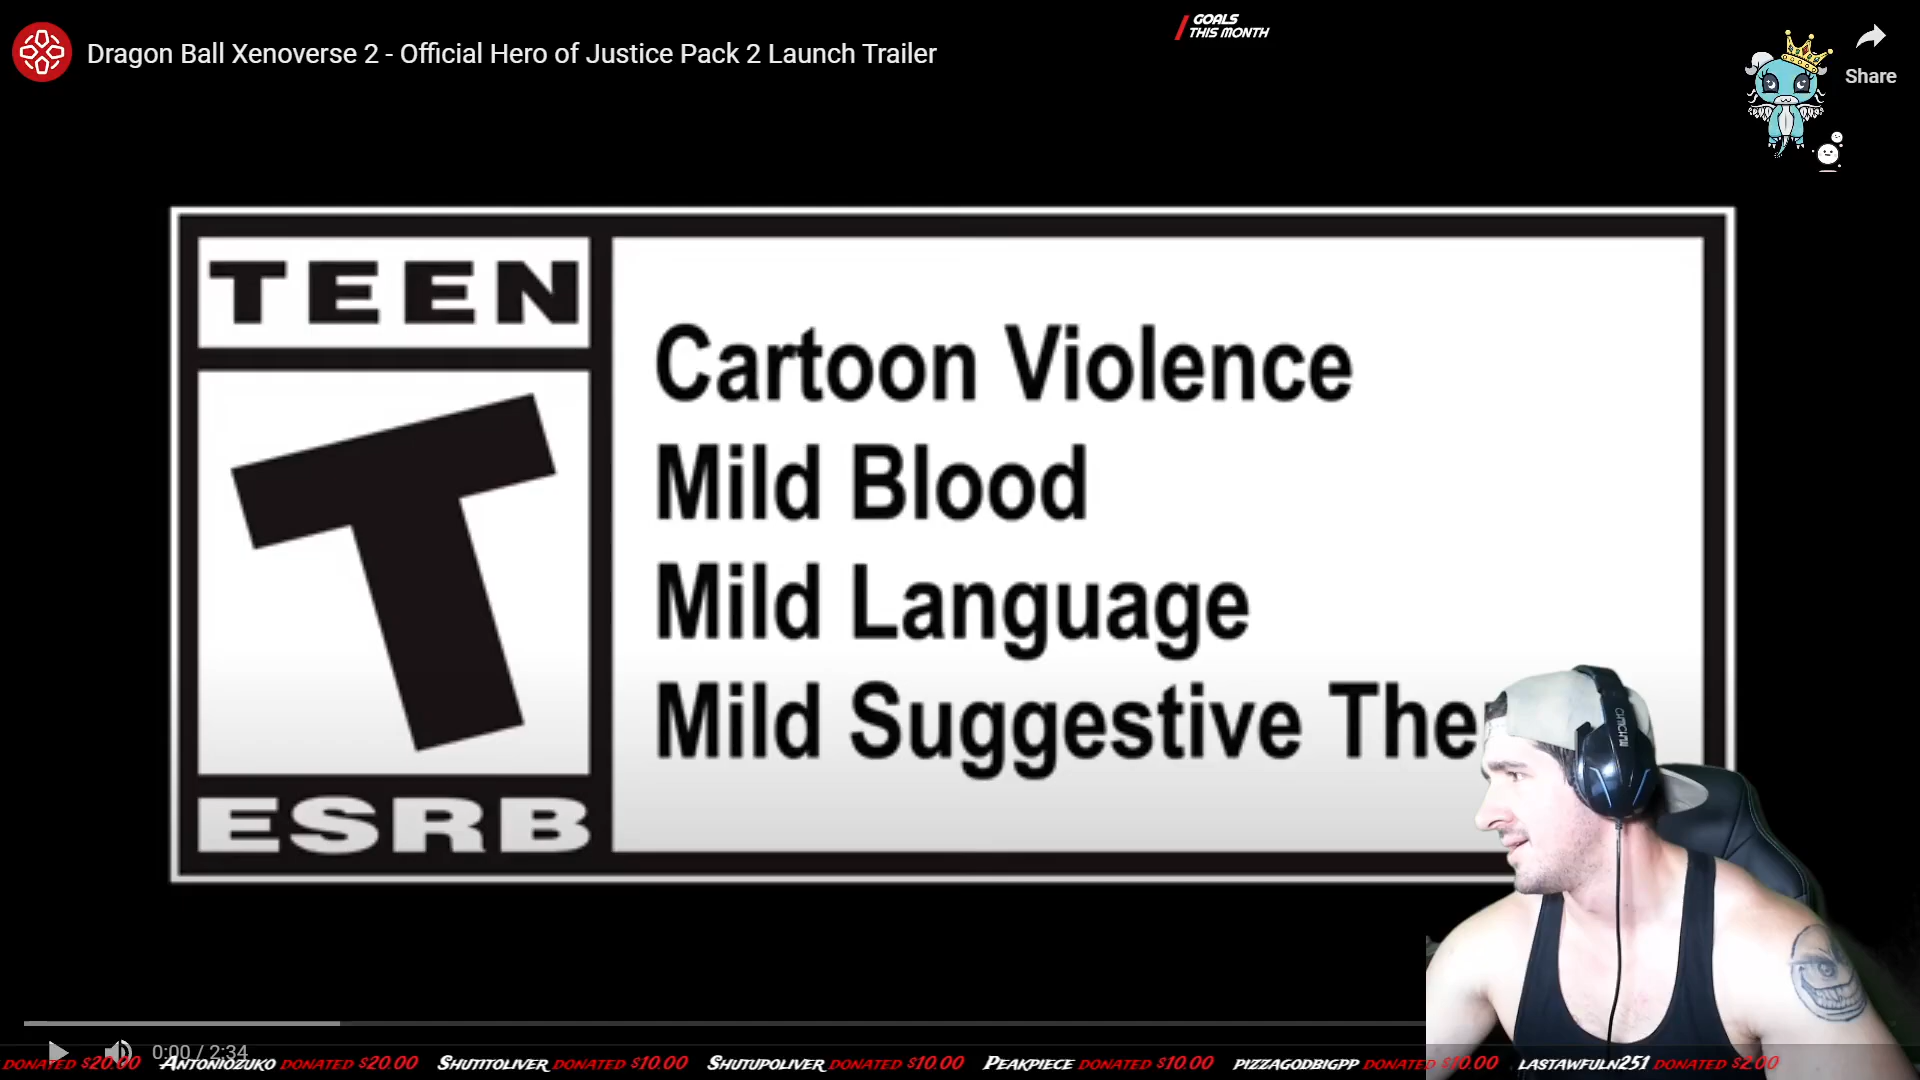 Dragon Ball Xenoverse 2 - Official Hero of Justice Pack 2 Launch Trailer
GOALS
THIS MONTH
Share
TEEN
T
ESRB
Cartoon Violence
Mild Blood
Mild Language
Mild Suggestive The
0:00 / 2:34
DONATED $20.00 ANTONIOZUKO DONATED $20.00 SHUTITOLIVER DONATED $10.00 SHUTUPOLIVER DONATED $10.00 PEAKPIECE DONATED $10.00 PIZZAGODBIGPP DONATED $10.00 LASTAWFULN251 DONATED $2.00